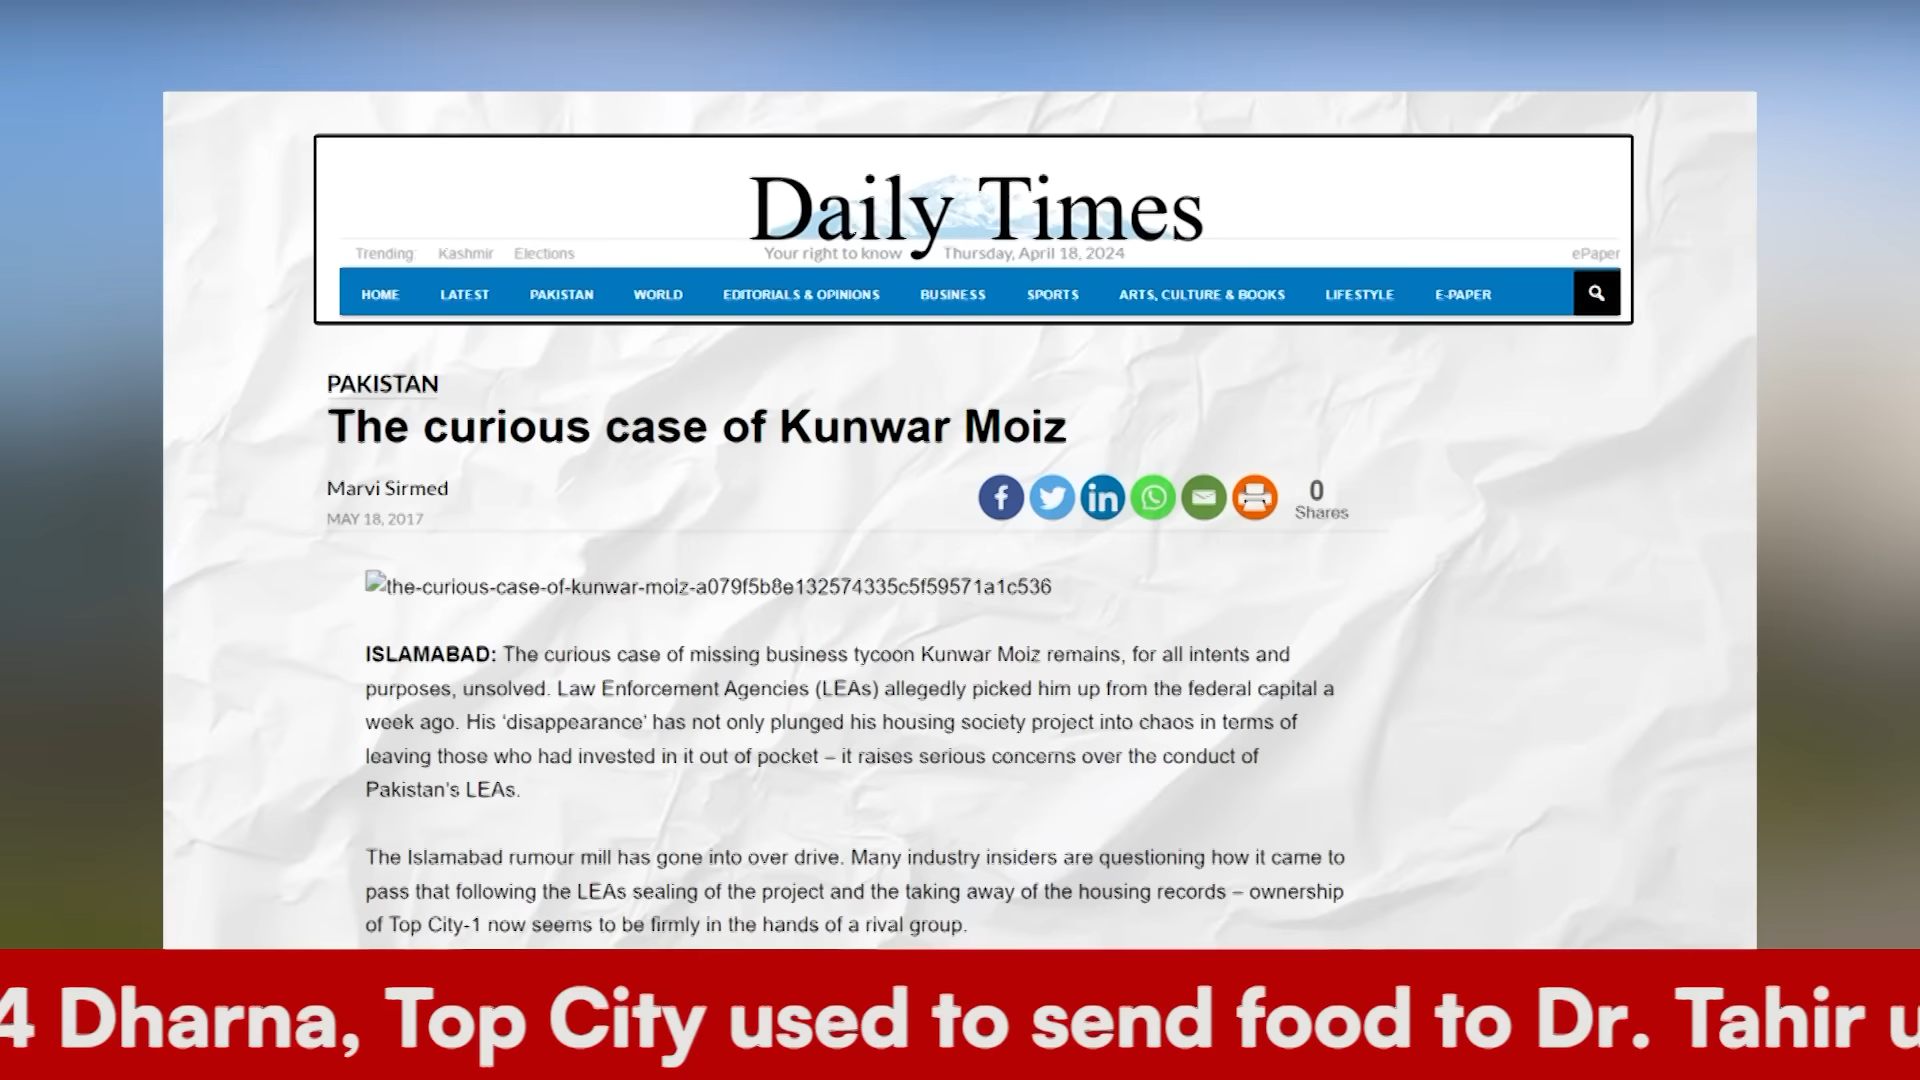 Daily Times
Trending Kashmir Elections Your right to know Thursday, April 18, 2024 ePaper
HOME LATEST PAKISTAN WORLD EDITORIALS & OPINIONS BUSINESS SPORTS ARTS, CULTURE & BOOKS LIFESTYLE E-PAPER
PAKISTAN
The curious case of Kunwar Moiz
Marvi Sirmed
MAY 18, 2017
0
Shares
the-curious-case-of-kunwar-moiz-a079f5b8e132574335c5f59571a1c536
ISLAMABAD: The curious case of missing business tycoon Kunwar Moiz remains, for all intents and
purposes, unsolved. Law Enforcement Agencies (LEAs) allegedly picked him up from the federal capital a
week ago. His ‘disappearance’ has not only plunged his housing society project into chaos in terms of
leaving those who had invested in it out of pocket – it raises serious concerns over the conduct of
Pakistan’s LEAs.
The Islamabad rumour mill has gone into over drive. Many industry insiders are questioning how it came to
pass that following the LEAs sealing of the project and the taking away of the housing records – ownership
of Top City-1 now seems to be firmly in the hands of a rival group.
4 Dharna, Top City used to send food to Dr. Tahir u